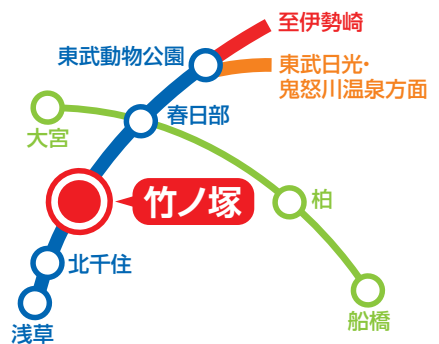 至伊勢崎
東武動物公園
東武日光・
鬼怒川温泉方面
春日部
大宮
竹ノ塚
柏
北千住
船橋
浅草